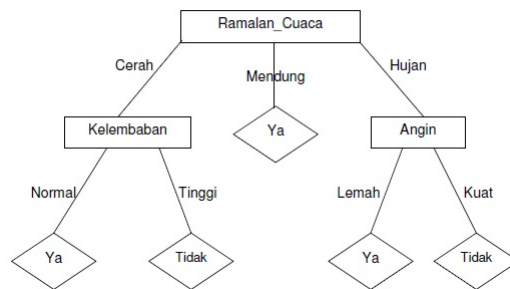 Ramalan_Cuaca
Cerah
Mendung
Hujan
Kelembaban
Ya
Angin
Normal
Tinggi
Lemah
Kuat
Ya
Tidak
Ya
Tidak